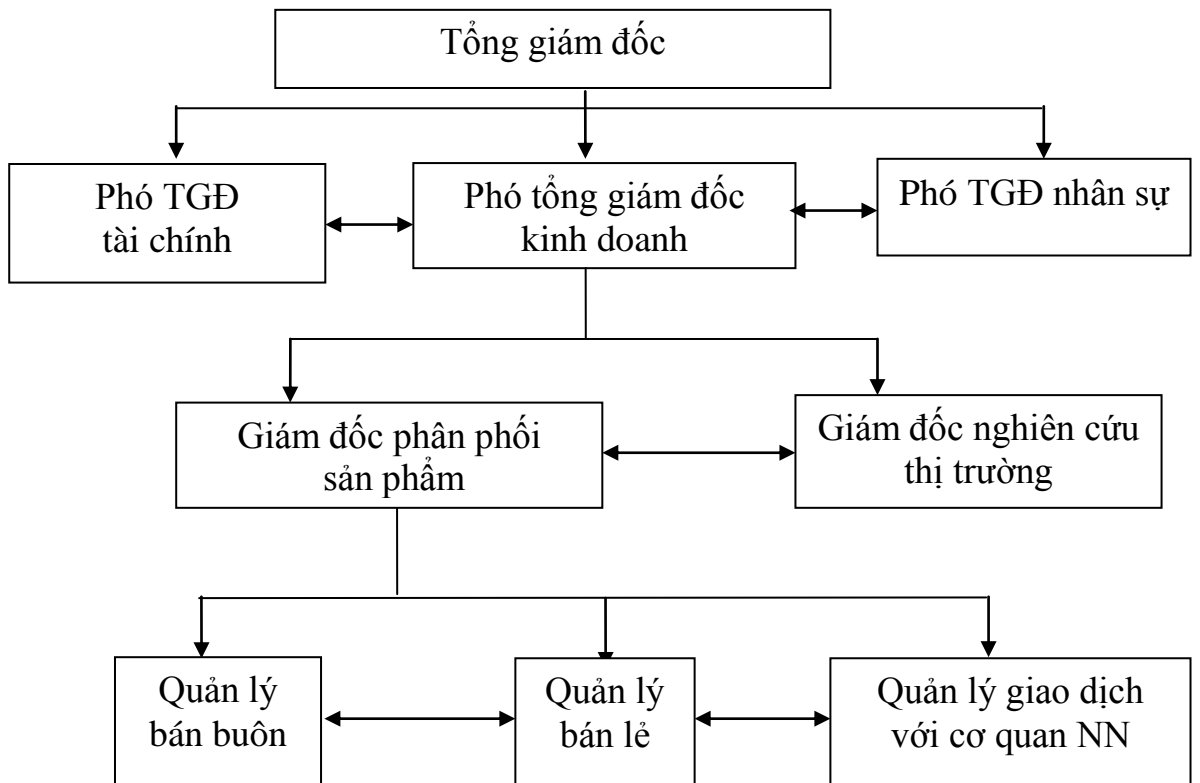 Tổng giám đốc
Phó TGĐ
tài chính
Phó tổng giám đốc
kinh doanh
Phó TGĐ nhân sự
Giám đốc phân phối
sản phẩm
Giám đốc nghiên cứu
thị trường
Quản lý
bán buôn
Quản lý
bán lẻ
Quản lý giao dịch
với cơ quan NN